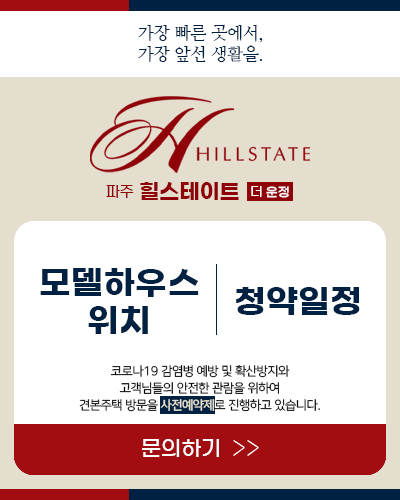 가장 빠른 곳에서,
가장 앞선 생활을.
H HILLSTATE
파주 힐스테이트 더 운정
모델하우스
위치
청약일정
코로나19 감염병 예방 및 확산방지와
고객님들의 안전한 관람을 위하여
견본주택 방문을 사전예약제로 진행하고 있습니다.
문의하기 >>